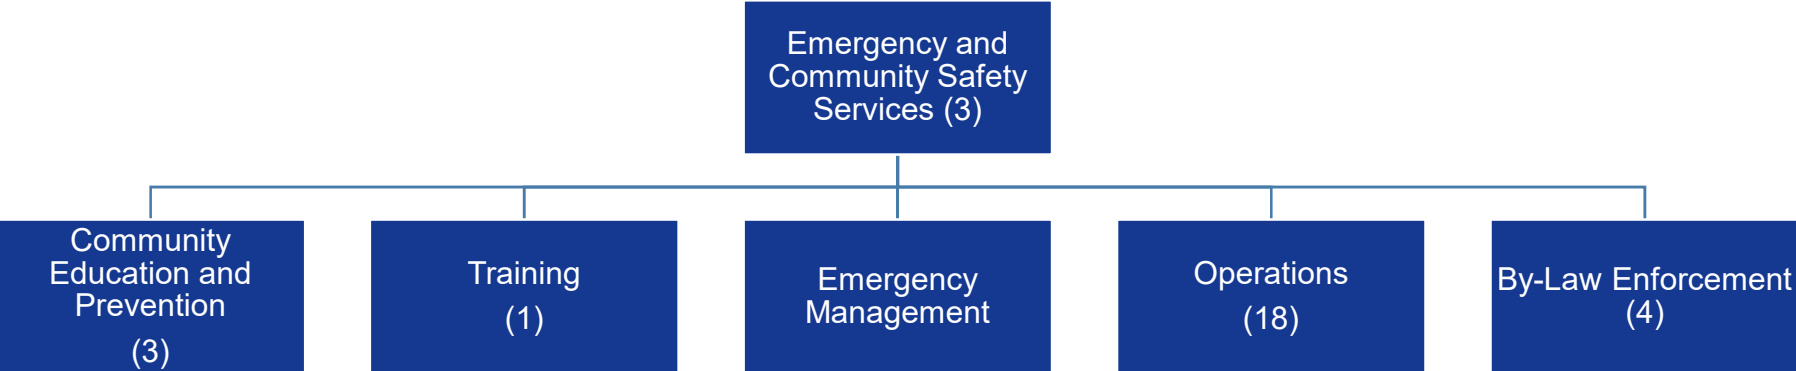 Emergency and
Community Safety
Services (3)
Community
Education and
Prevention
(3)
Training
(1)
Emergency
Management
Operations
(18)
By-Law Enforcement
(4)